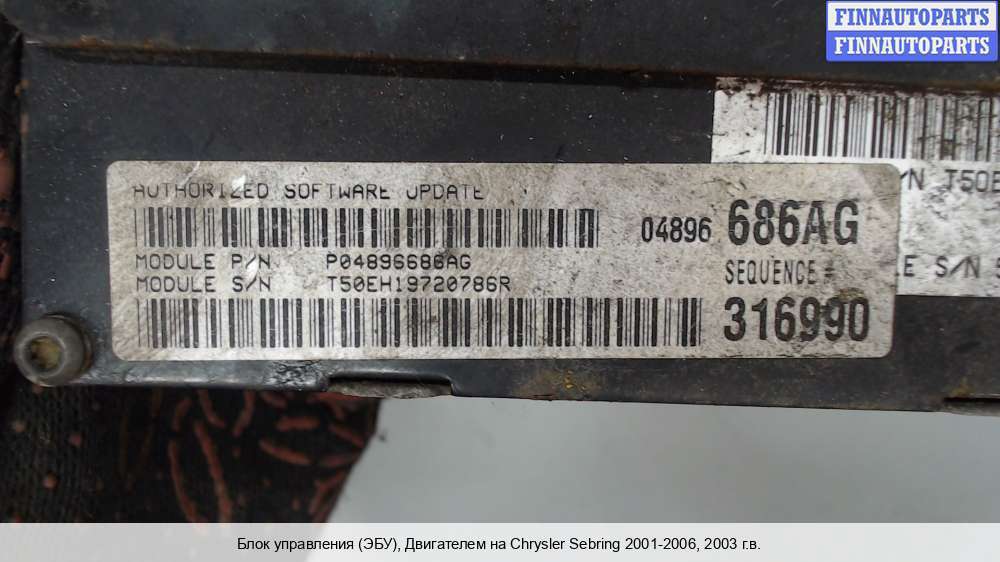 FINNAUTOPARTS
FINNAUTOPARTS
AUTHORIZED SOFTWARE UPDATE
04896 686AG
MODULE P/N P04896686AG
SEQUENCE #
MODULE S/N T50EH19720786R
316990
/N T50E
LE S/N
Блок управления (ЭБУ), Двигателем на Chrysler Sebring 2001-2006, 2003 г.в.